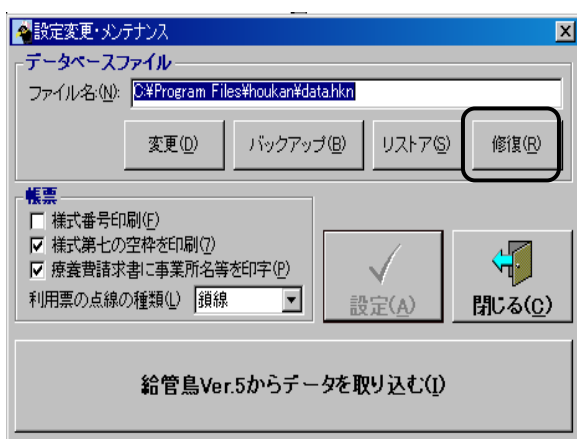 設定変更・メンテナンス
データベースファイル
ファイル名:(N): C:¥Program Files¥houkan¥data.hkn
変更(D) バックアップ(B) リストア(S) 修復(R)
帳票
様式番号印刷(F)
様式第七の空枠を印刷(7)
療養費請求書に事業所名等を印字(P)
利用票の点線の種類(L) 鎖線
設定(A)
閉じる(C)
給管鳥Ver.5からデータを取り込む(I)